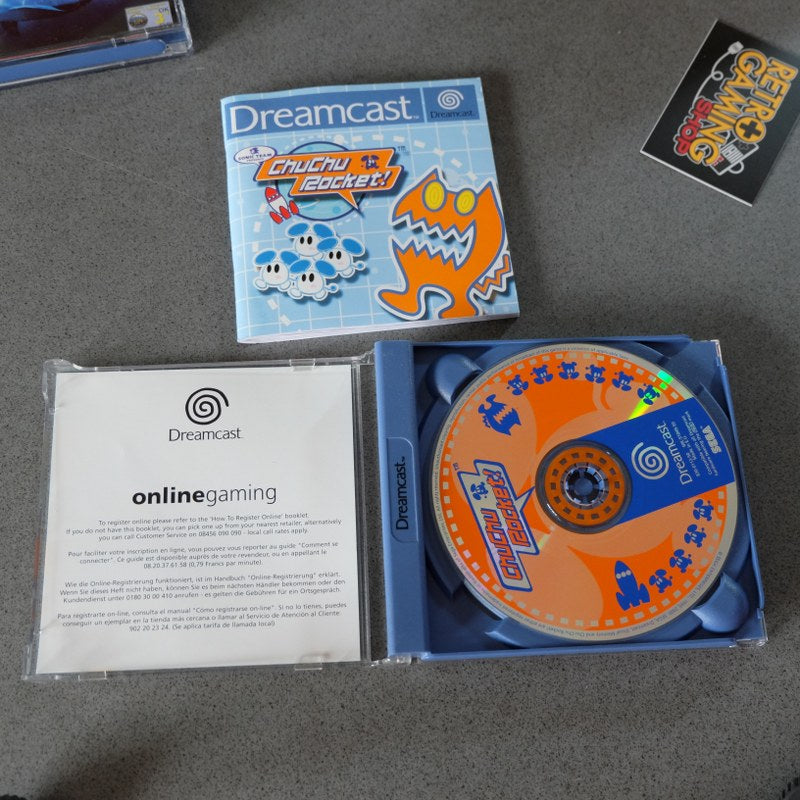 OK
Dreamcast™
Dreamcast
SONIC TEAM
ChuChu
Rocket!™
RETRO
GAMING
SHOP
Dreamcast
onlinegaming
To register online please refer to the 'How To Register Online' booklet.
If you do not have this booklet, you can pick one up from your nearest retailer, alternatively
you can call Customer Service on 08456 090 090 - local call rates apply.
Pour faciliter votre inscription en ligne, vous pouvez vous reporter au guide "Comment se
connecter". Ce guide est disponible auprès de votre revendeur, ou en appellant le
08.20.37.61.58 (0,79 Francs par minute).
Wie die Online-Registrierung funktioniert, ist im Handbuch "Online-Registrierung" erklärt.
Wenn Sie dieses Heft nicht haben, können Sie es beim nächsten Händler bekommen oder den
Kundendienst unter 0180 30 00 410 anrufen - es gelten die Gebühren für ein Ortsgespräch.
Para registrarte on-line, consulta el manual "Cómo registrarse on-line". Si no lo tienes, puedes
conseguir un ejemplar en la tienda más cercana o llamar al Servicio de Atención al Cliente:
902 20 23 24. (Se aplica tarifa de llamada local)
Dreamcast™
ChuChu
Rocket!™
Dreamcast
SEGA